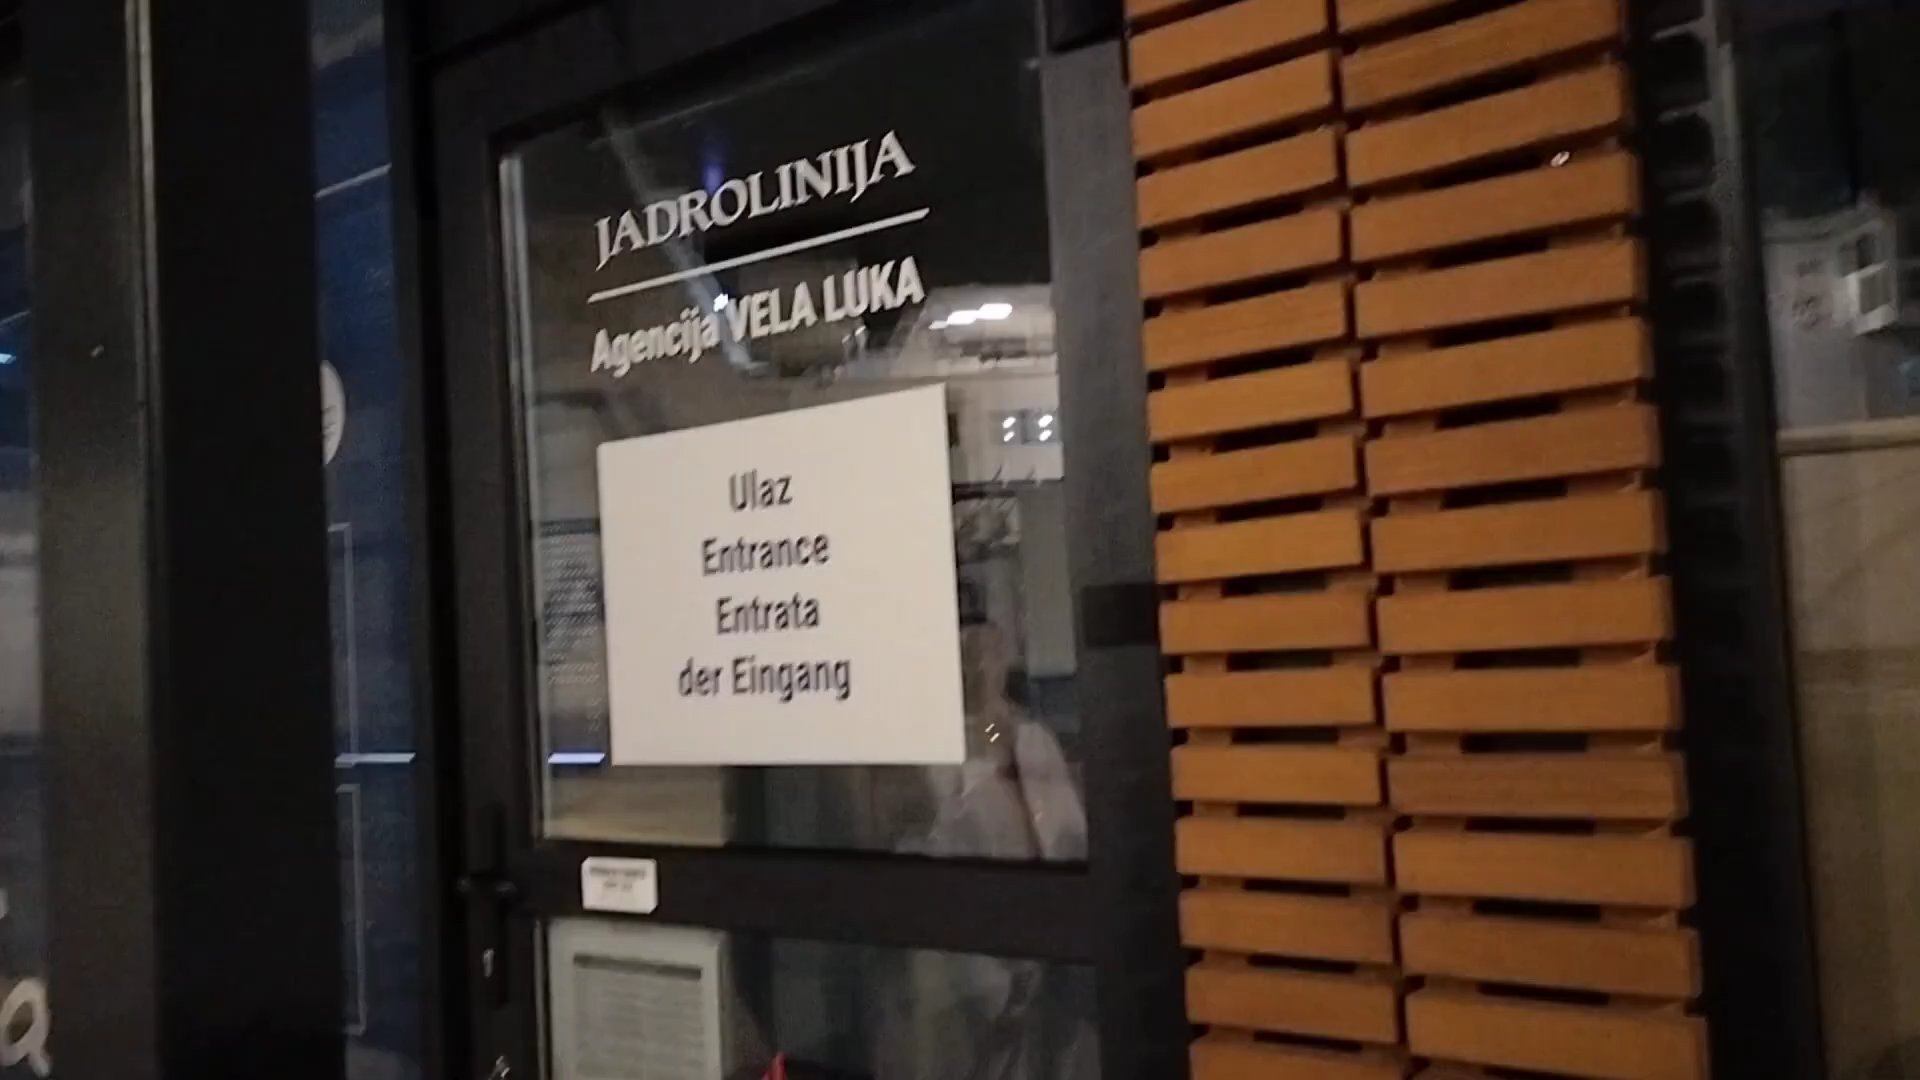 JADROLINIJA
Agencija VELA LUKA
Ulaz
Entrance
Entrata
der Eingang